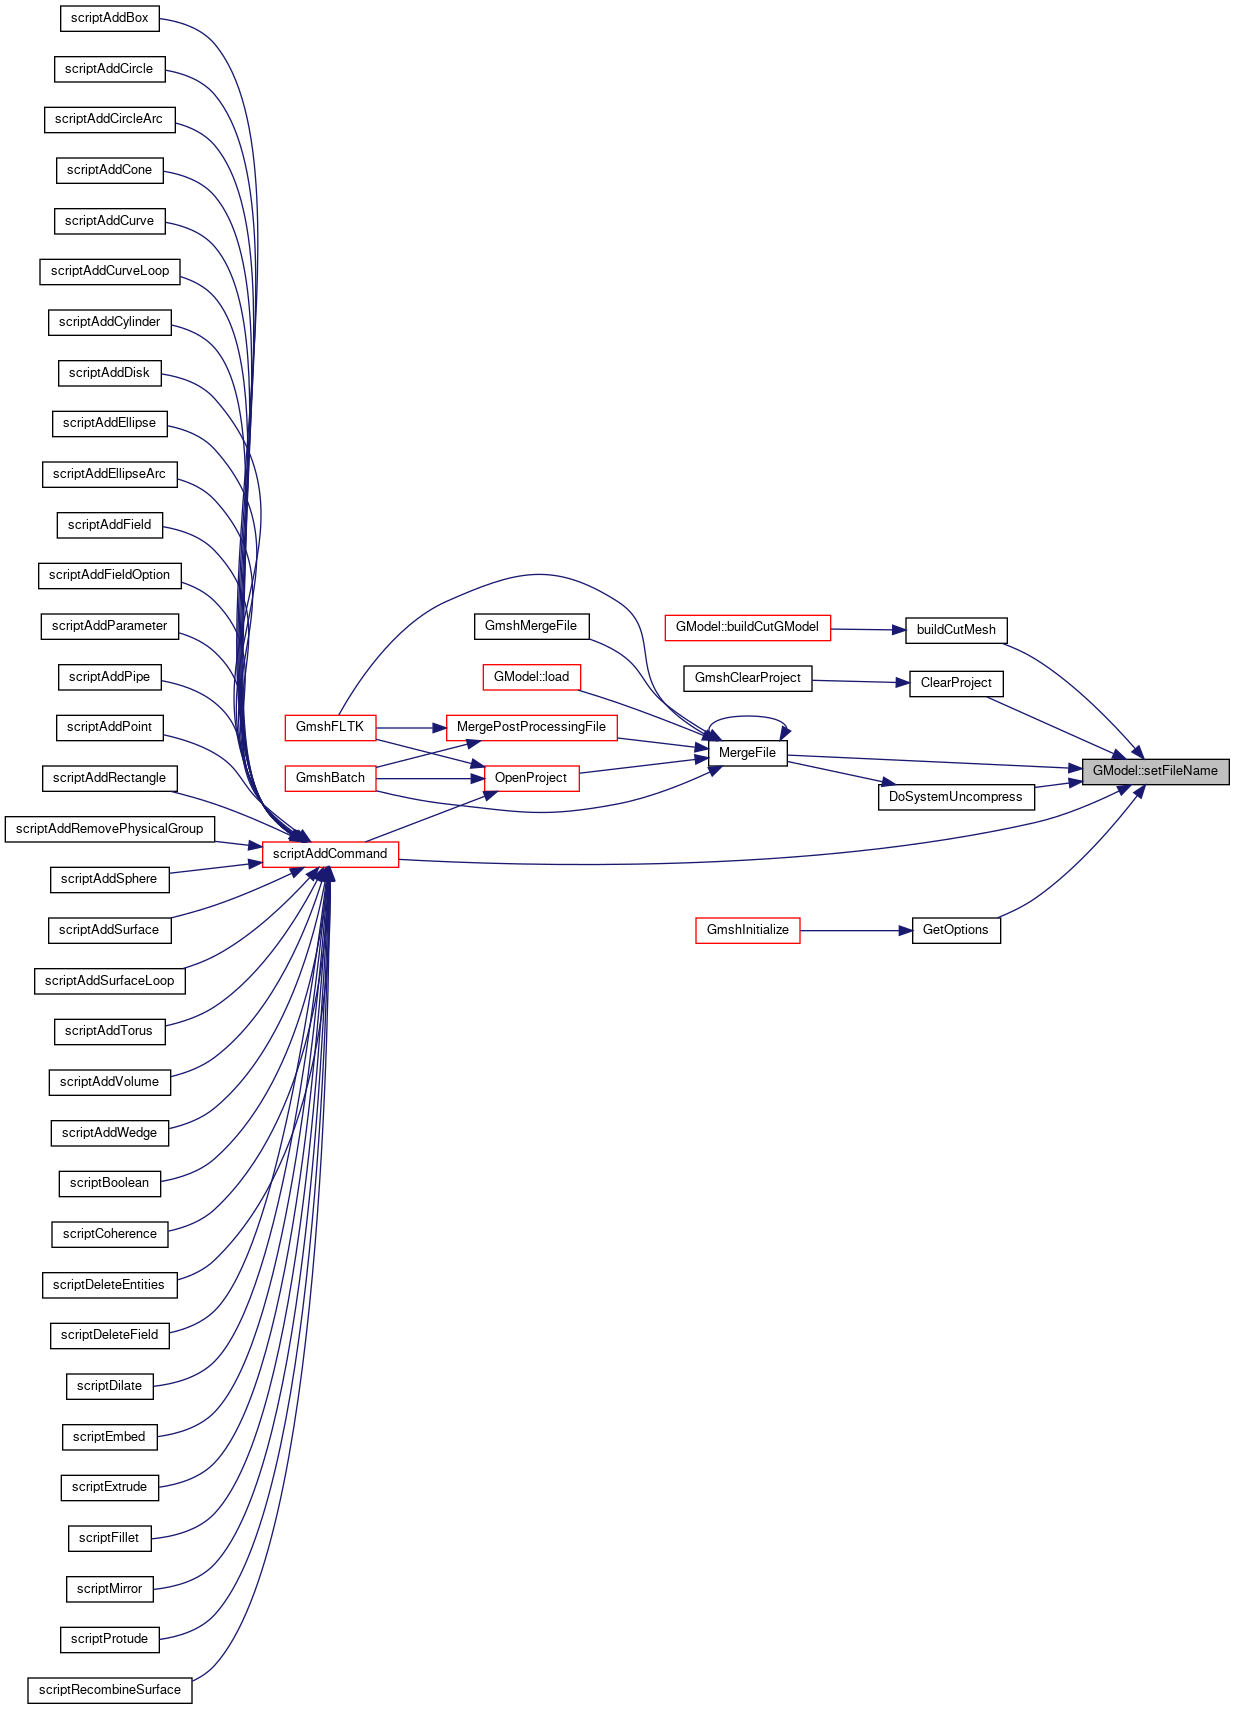 scriptAddBox
scriptAddCircle
scriptAddCircleArc
scriptAddCone
scriptAddCurve
scriptAddCurveLoop
scriptAddCylinder
scriptAddDisk
scriptAddEllipse
scriptAddEllipseArc
scriptAddField
scriptAddFieldOption
scriptAddParameter
scriptAddPipe
scriptAddPoint
scriptAddRectangle
scriptAddRemovePhysicalGroup
scriptAddSphere
scriptAddSurface
scriptAddSurfaceLoop
scriptAddTorus
scriptAddVolume
scriptAddWedge
scriptBoolean
scriptCoherence
scriptDeleteEntities
scriptDeleteField
scriptDilate
scriptEmbed
scriptExtrude
scriptFillet
scriptMirror
scriptProtude
scriptRecombineSurface
GmshFLTK
GmshBatch
scriptAddCommand
GmshMergeFile
GModel::load
MergePostProcessingFile
OpenProject
GModel::buildCutGModel
GmshClearProject
MergeFile
GmshInitialize
buildCutMesh
ClearProject
DoSystemUncompress
GetOptions
GModel::setFileName